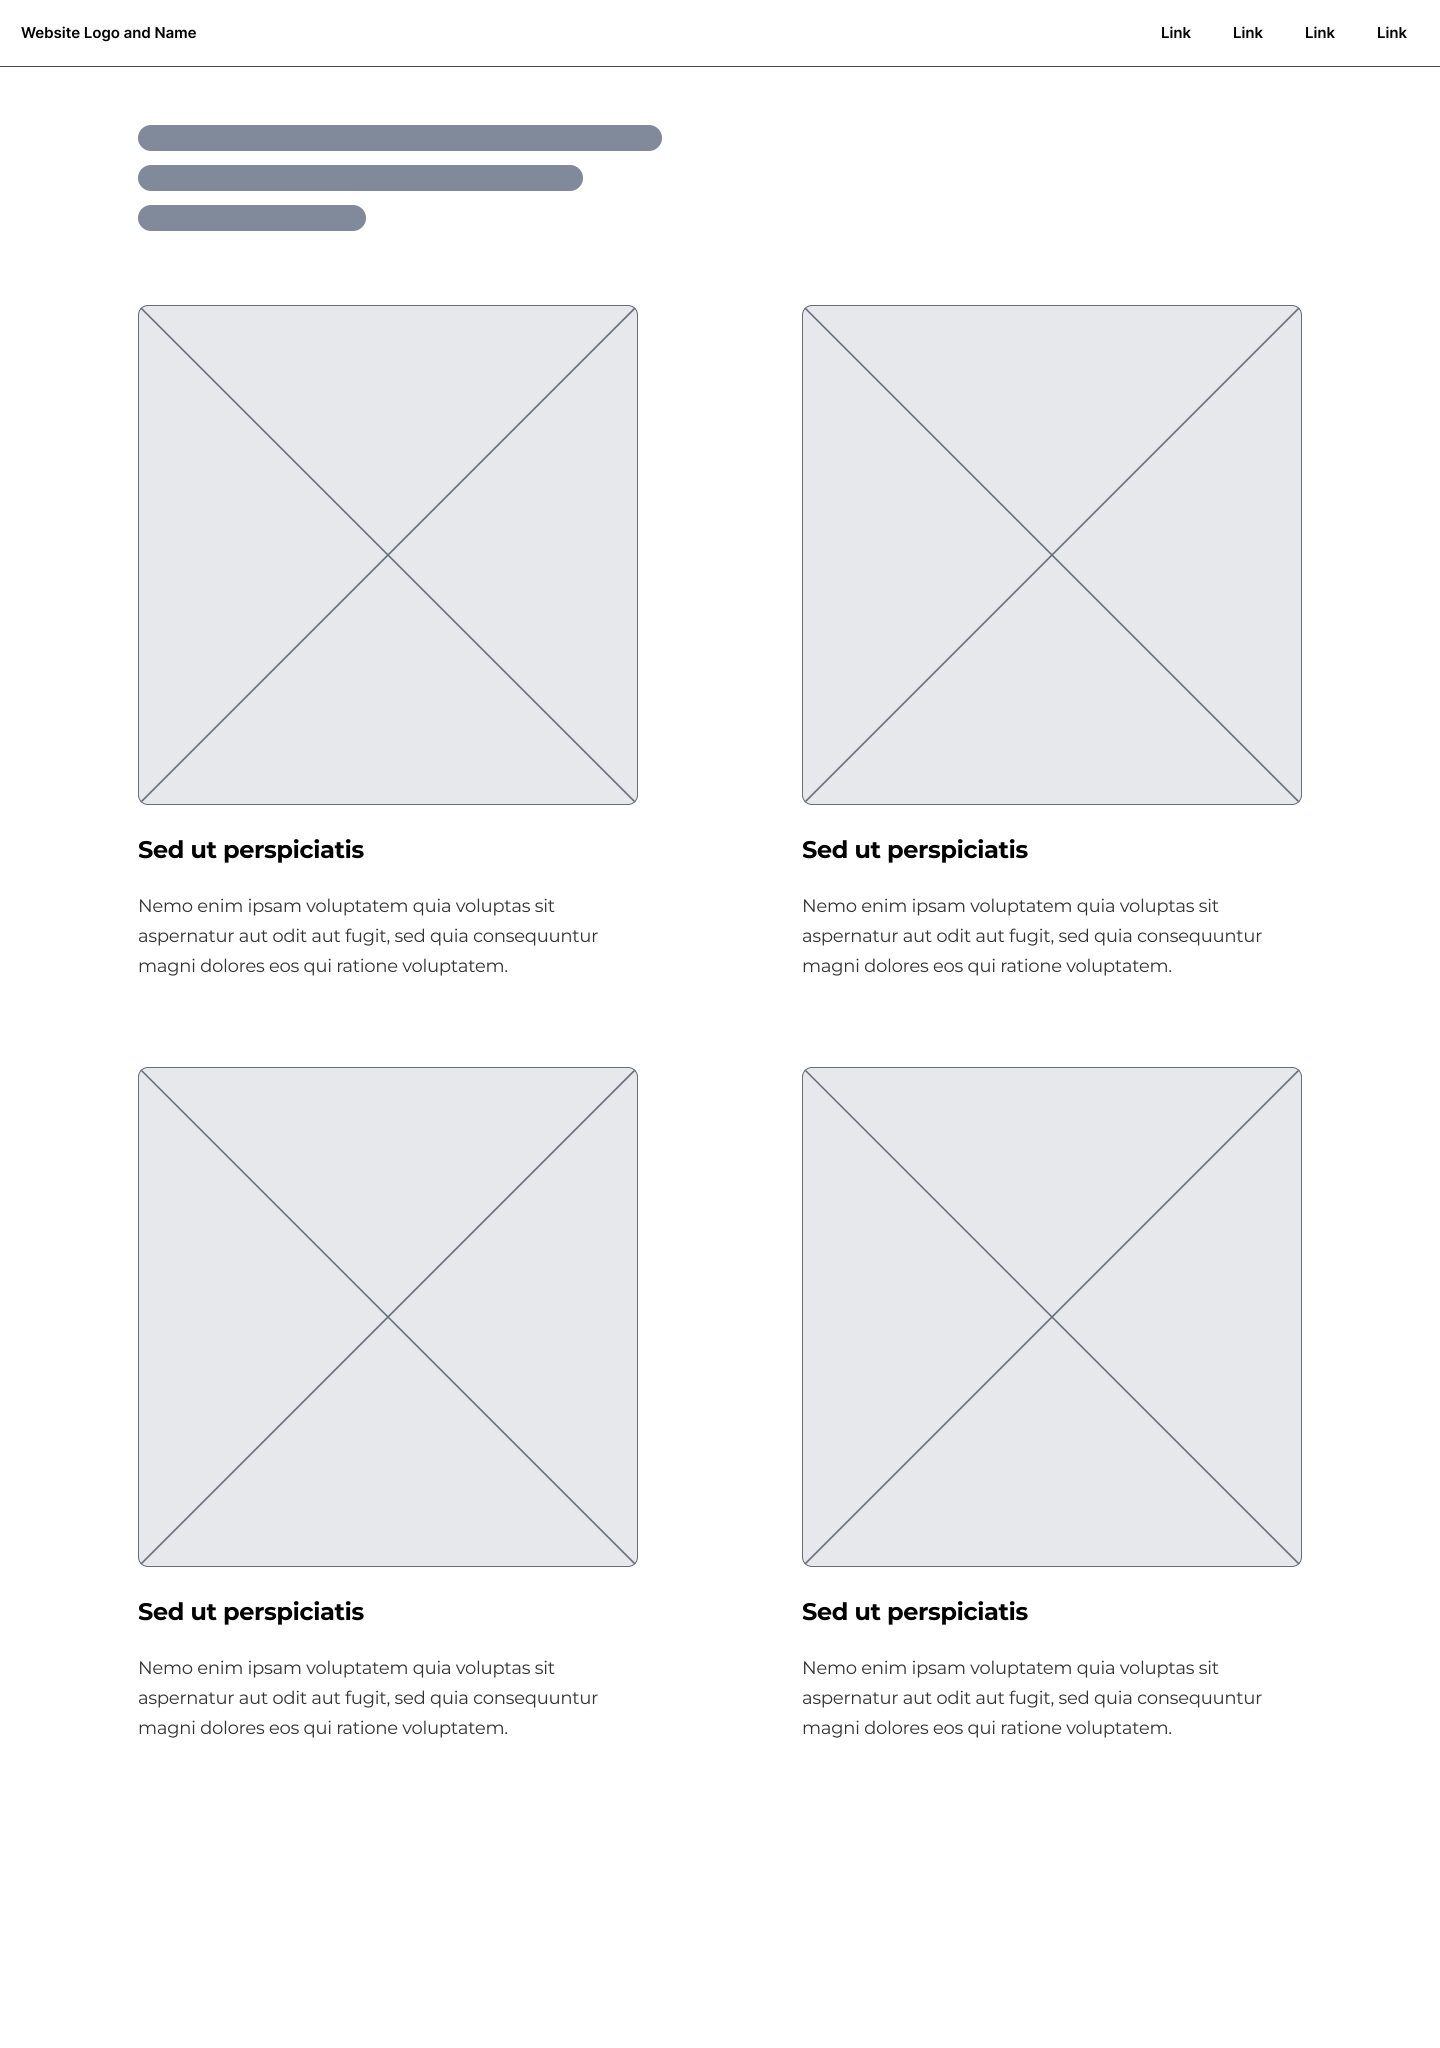 Website Logo and Name
Link
Link
Link
Link
Sed ut perspiciatis
Nemo enim ipsam voluptatem quia voluptas sit
aspernatur aut odit aut fugit, sed quia consequuntur
magni dolores eos qui ratione voluptatem.
Sed ut perspiciatis
Nemo enim ipsam voluptatem quia voluptas sit
aspernatur aut odit aut fugit, sed quia consequuntur
magni dolores eos qui ratione voluptatem.
Sed ut perspiciatis
Nemo enim ipsam voluptatem quia voluptas sit
aspernatur aut odit aut fugit, sed quia consequuntur
magni dolores eos qui ratione voluptatem.
Sed ut perspiciatis
Nemo enim ipsam voluptatem quia voluptas sit
aspernatur aut odit aut fugit, sed quia consequuntur
magni dolores eos qui ratione voluptatem.